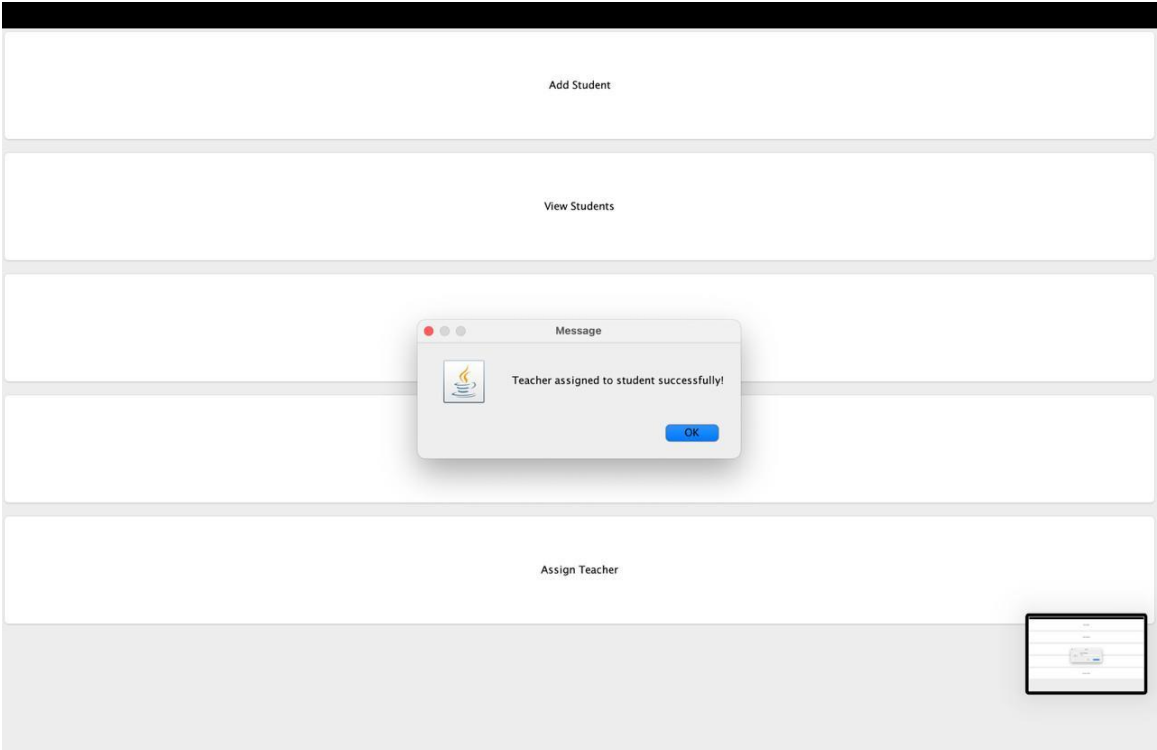 Add Student
View Students
Message
Teacher assigned to student successfully!
OK
Assign Teacher